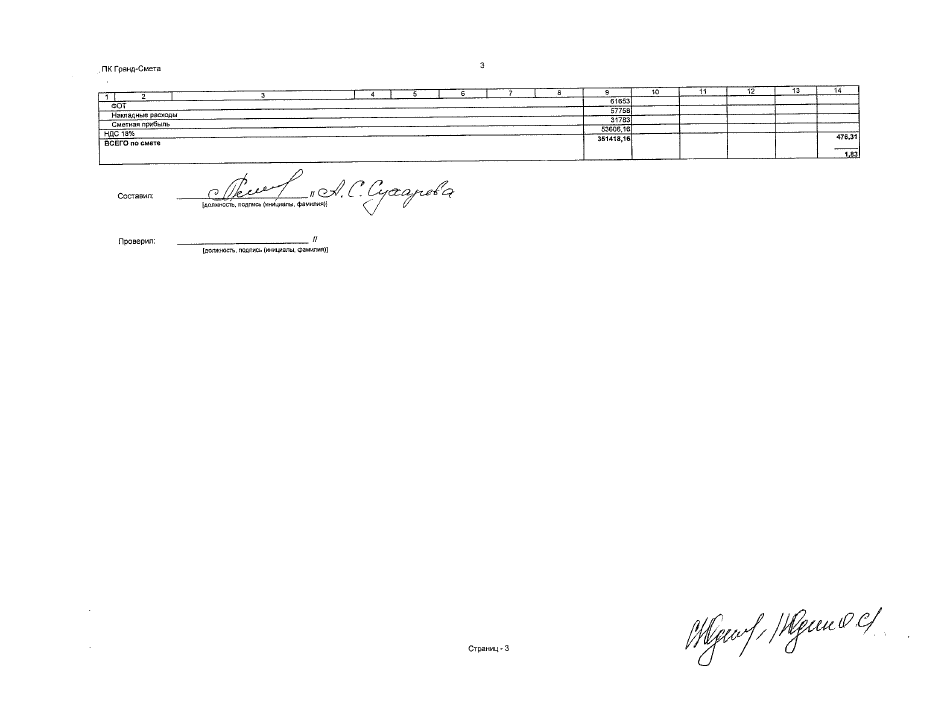 ПК Гранд-Смета 3
1 2 3 4 5 6 7 8 9 10 11 12 13 14
ФОТ 61653
Накладные расходы 57758
Сметная прибыль 31783
НДС 18% 53606,16
ВСЕГО по смете 351418,16 476,31
1,83
Составил: // А. С. Сухарева
[должность, подпись (инициалы, фамилия)]
Проверил: //
[должность, подпись (инициалы, фамилия)]
Страниц - 3